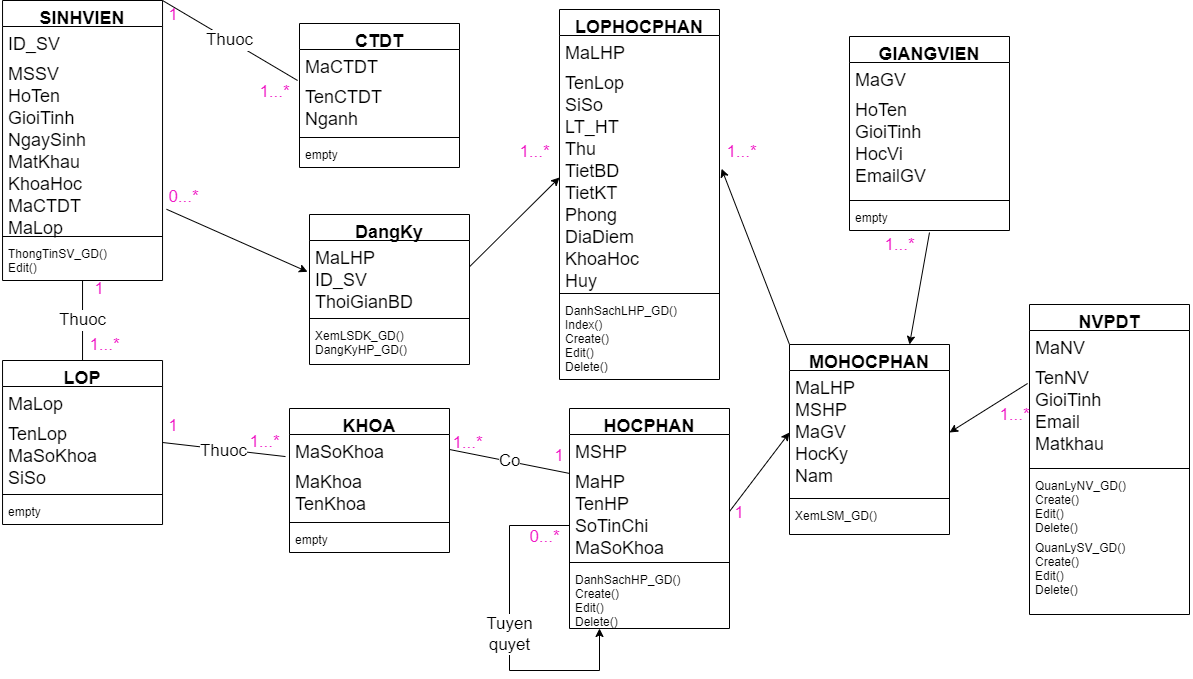 SINHVIEN
ID_SV
MSSV
HoTen
GioiTinh
NgaySinh
MatKhau
KhoaHoc
MaCTDT
MaLop
ThongTinSV_GD()
Edit()
1
Thuoc
1...*
CTDT
MaCTDT
TenCTDT
Nganh
empty
0...*
DangKy
MaLHP
ID_SV
ThoiGianBD
XemLSDK_GD()
DangKyHP_GD()
1...*
LOPHOCPHAN
MaLHP
TenLop
SiSo
LT_HT
Thu
TietBD
TietKT
Phong
DiaDiem
KhoaHoc
Huy
DanhSachLHP_GD()
Index()
Create()
Edit()
Delete()
1...*
GIANGVIEN
MaGV
HoTen
GioiTinh
HocVi
EmailGV
empty
1...*
1
Thuoc
1...*
LOP
MaLop
TenLop
MaSoKhoa
SiSo
empty
1
Thuoc
1...*
KHOA
MaSoKhoa
MaKhoa
TenKhoa
empty
1...*
Co
1
HOCPHAN
MSHP
MaHP
TenHP
SoTinChi
MaSoKhoa
DanhSachHP_GD()
Create()
Edit()
Delete()
0...*
Tuyen
quyet
1
MOHOCPHAN
MaLHP
MSHP
MaGV
HocKy
Nam
XemLSM_GD()
1...*
NVPDT
MaNV
TenNV
GioiTinh
Email
Matkhau
QuanLyNV_GD()
Create()
Edit()
Delete()
QuanLySV_GD()
Create()
Edit()
Delete()